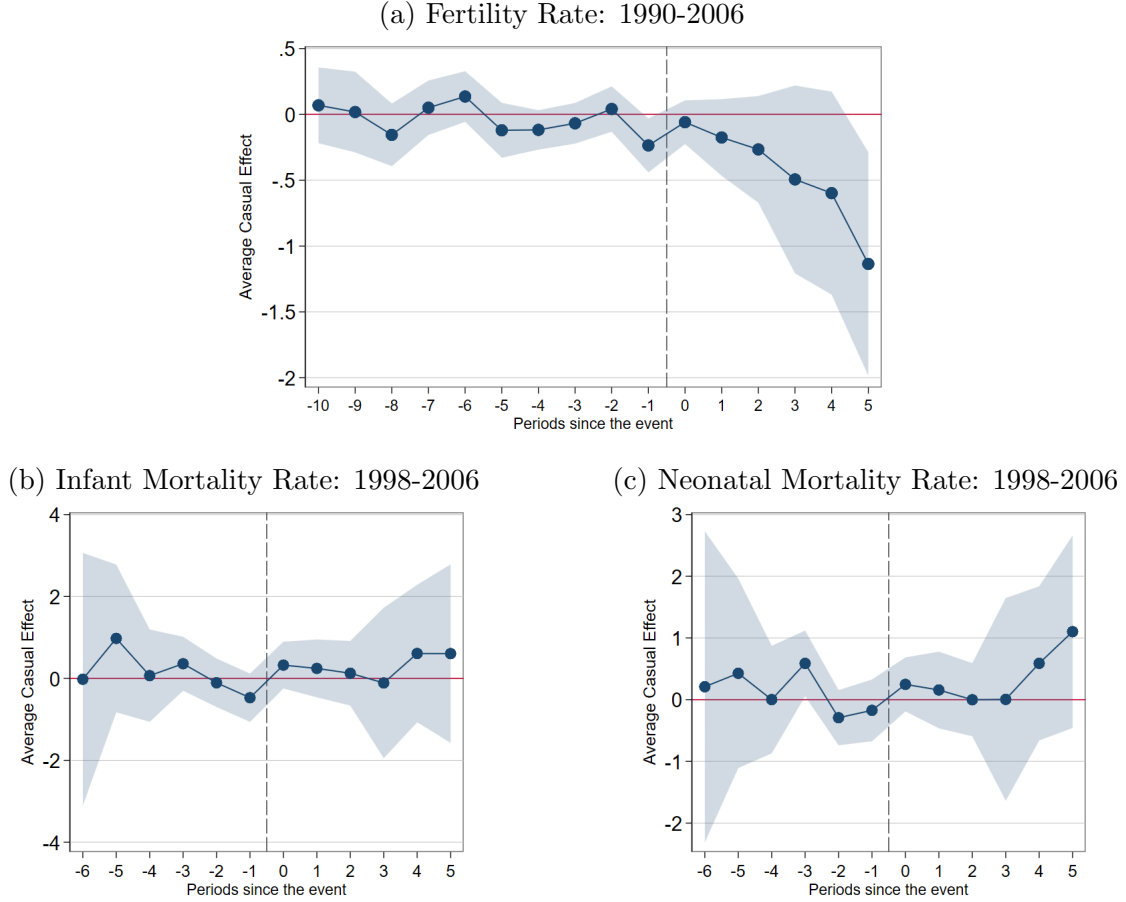 (a) Fertility Rate: 1990-2006
Average Casual Effect
.5
0
-.5
-1
-1.5
-2
-10 -9 -8 -7 -6 -5 -4 -3 -2 -1 0 1 2 3 4 5
Periods since the event
(b) Infant Mortality Rate: 1998-2006
Average Casual Effect
4
2
0
-2
-4
-6 -5 -4 -3 -2 -1 0 1 2 3 4 5
Periods since the event
(c) Neonatal Mortality Rate: 1998-2006
Average Casual Effect
3
2
1
0
-1
-2
-6 -5 -4 -3 -2 -1 0 1 2 3 4 5
Periods since the event